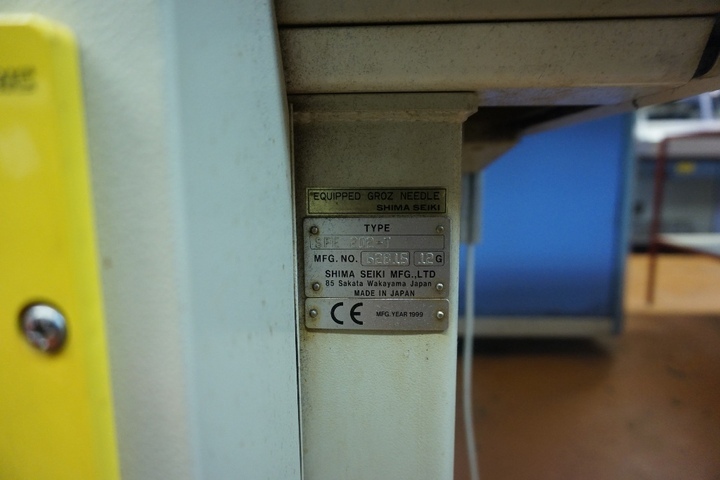 "EQUIPPED GROZ NEEDLE"
SHIMA SEIKI
TYPE
MFG. NO. 62815 12G
SHIMA SEIKI MFG.,LTD
85 Sakata Wakayama Japan
MADE IN JAPAN
CE MFG. YEAR 1999